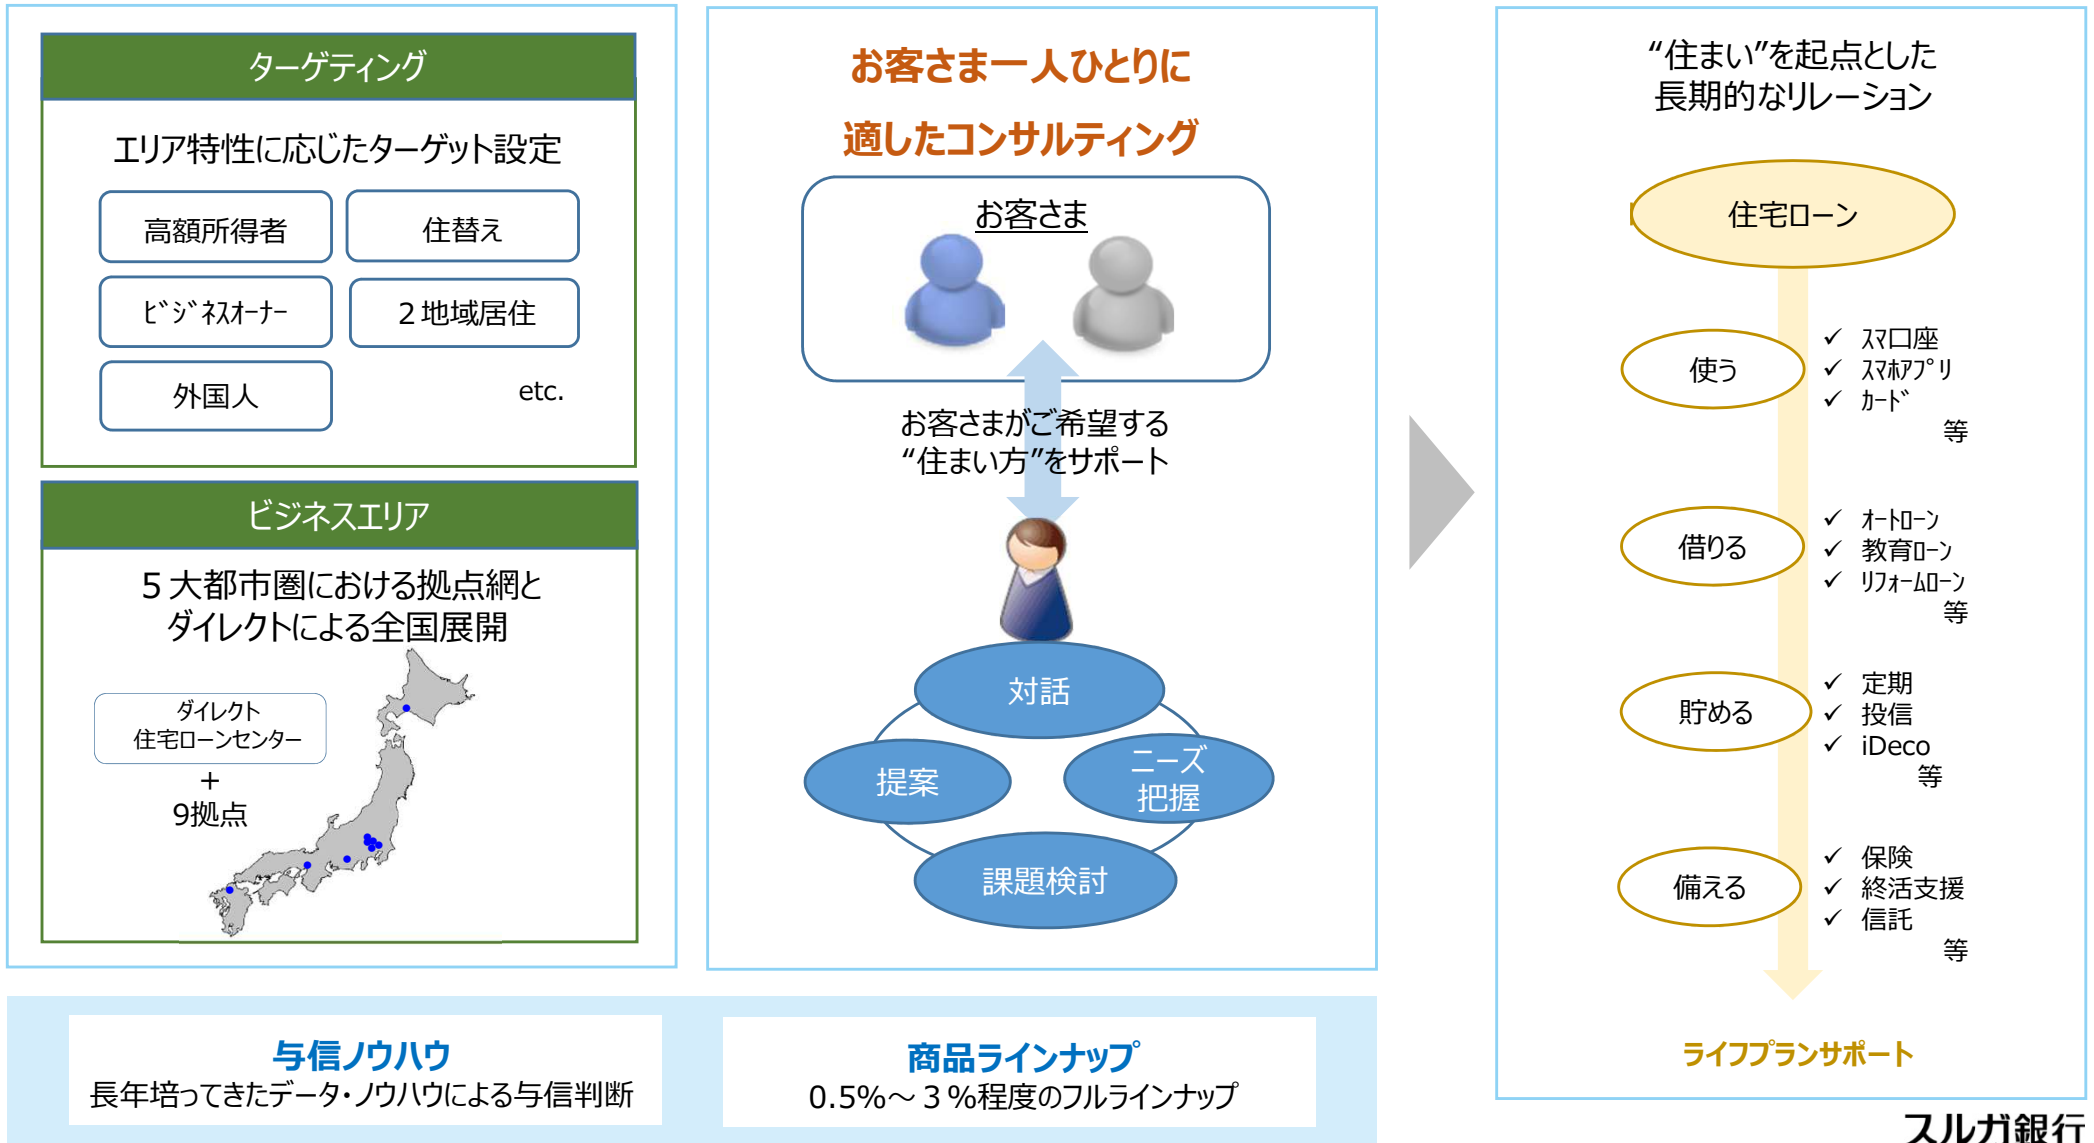 ターゲティング
エリア特性に応じたターゲット設定
高額所得者
住替え
ﾋﾞｼﾞﾈｽｵｰﾅｰ
２地域居住
外国人
etc.
ビジネスエリア
５大都市圏における拠点網と
ダイレクトによる全国展開
ダイレクト
住宅ローンセンター
+
9拠点
お客さま一人ひとりに
適したコンサルティング
お客さま
お客さまがご希望する
“住まい方”をサポート
対話
提案
ニーズ
把握
課題検討
与信ノウハウ
長年培ってきたデータ・ノウハウによる与信判断
商品ラインナップ
0.5%～３%程度のフルラインナップ
“住まい”を起点とした
長期的なリレーション
住宅ローン
使う
✓ ｽﾏ口座
✓ ｽﾏﾎｱﾌﾟﾘ
✓ ｶｰﾄﾞ
等
借りる
✓ ｵｰﾄﾛｰﾝ
✓ 教育ﾛｰﾝ
✓ ﾘﾌｫｰﾑﾛｰﾝ
等
貯める
✓ 定期
✓ 投信
✓ iDeco
等
備える
✓ 保険
✓ 終活支援
✓ 信託
等
ライフプランサポート
スルガ銀行